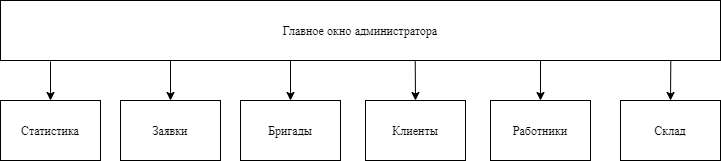 Главное окно администратора
Статистика
Заявки
Бригады
Клиенты
Работники
Склад